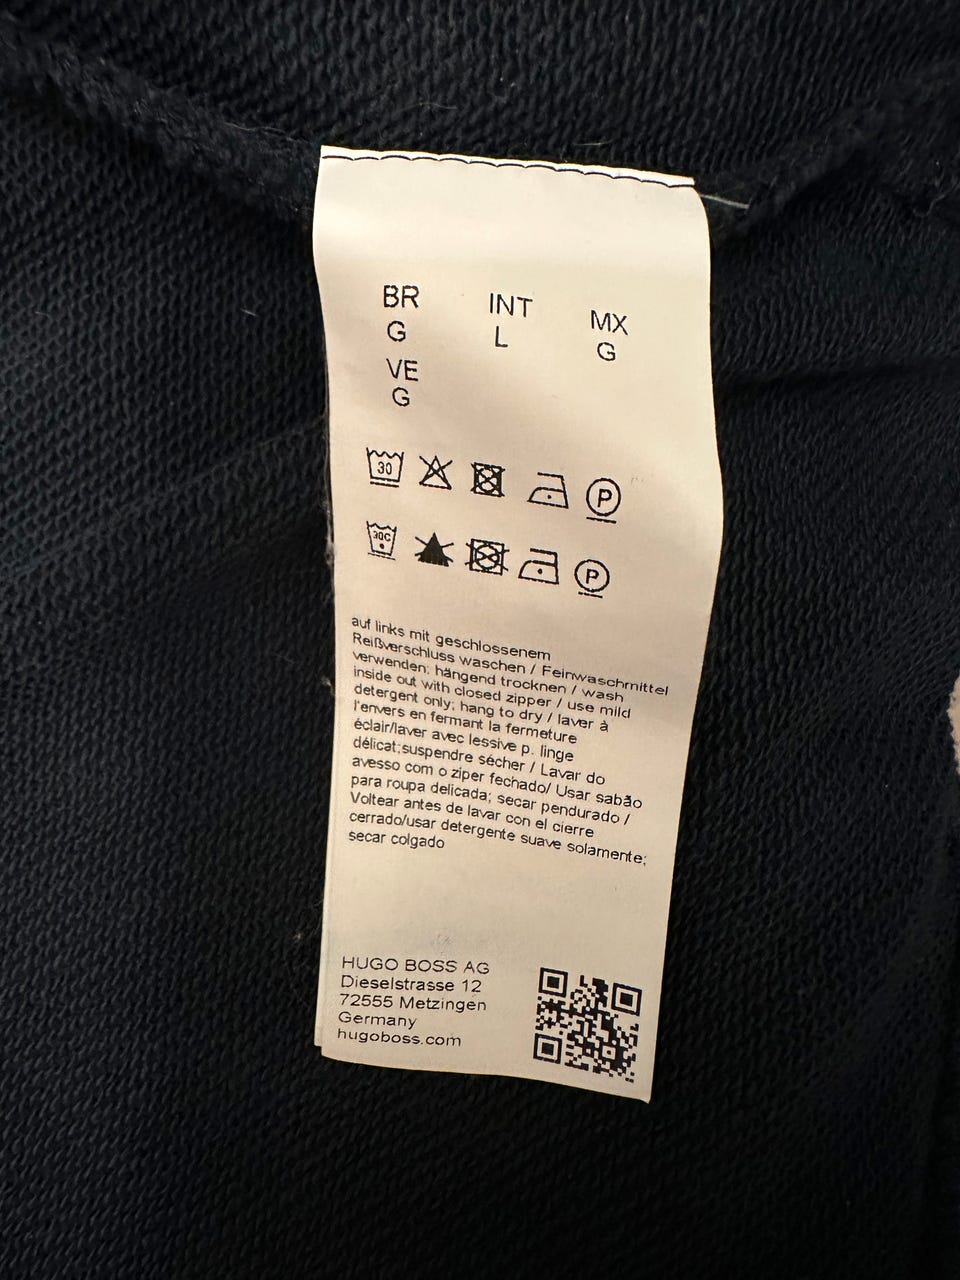 BR INT MX
G L G
VE
G
30 P
30C P
auf links mit geschlossenem
Reißverschluss waschen / Feinwaschmittel
verwenden; hängend trocknen / wash
inside out with closed zipper / use mild
detergent only; hang to dry / laver à
l'envers en fermant la fermeture
éclair/laver avec lessive p. linge
délicat;suspendre sécher / Lavar do
avesso com o ziper fechado/ Usar sabão
para roupa delicada; secar pendurado /
Voltear antes de lavar con el cierre
cerrado/usar detergente suave solamente;
secar colgado
HUGO BOSS AG
Dieselstrasse 12
72555 Metzingen
Germany
hugoboss.com